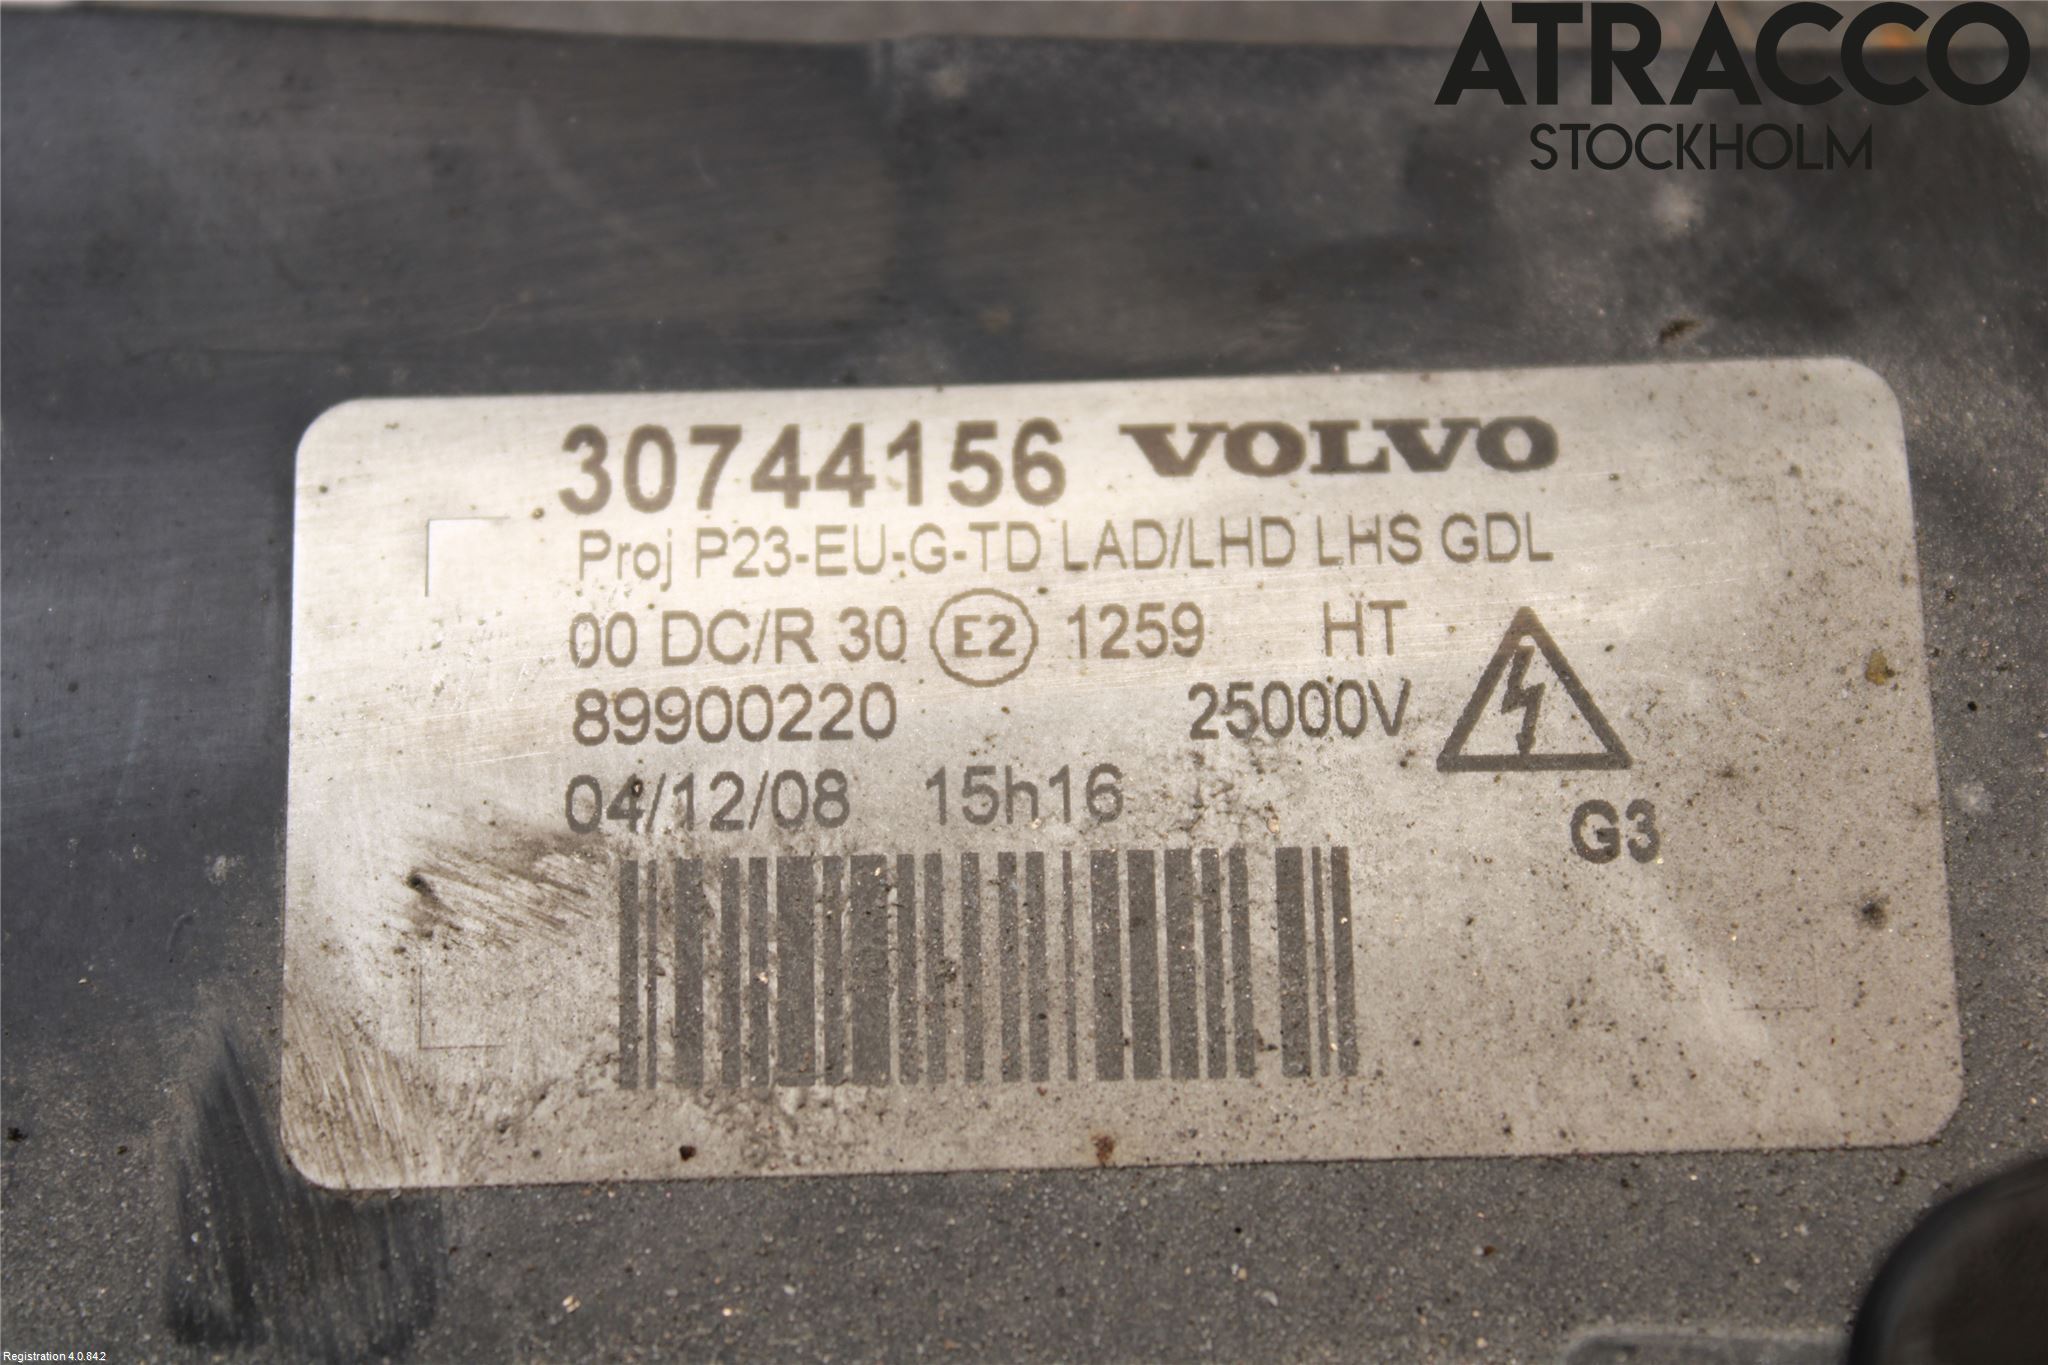 ATRACCO
STOCKHOLM
30744156 VOLVO
Proj P23-EU-G-TD LAD/LHD LHS GDL
00 DC/R 30 E2 1259 HT
89900220 25000V
04/12/08 15h16
G3
Registration 4.0.84.2